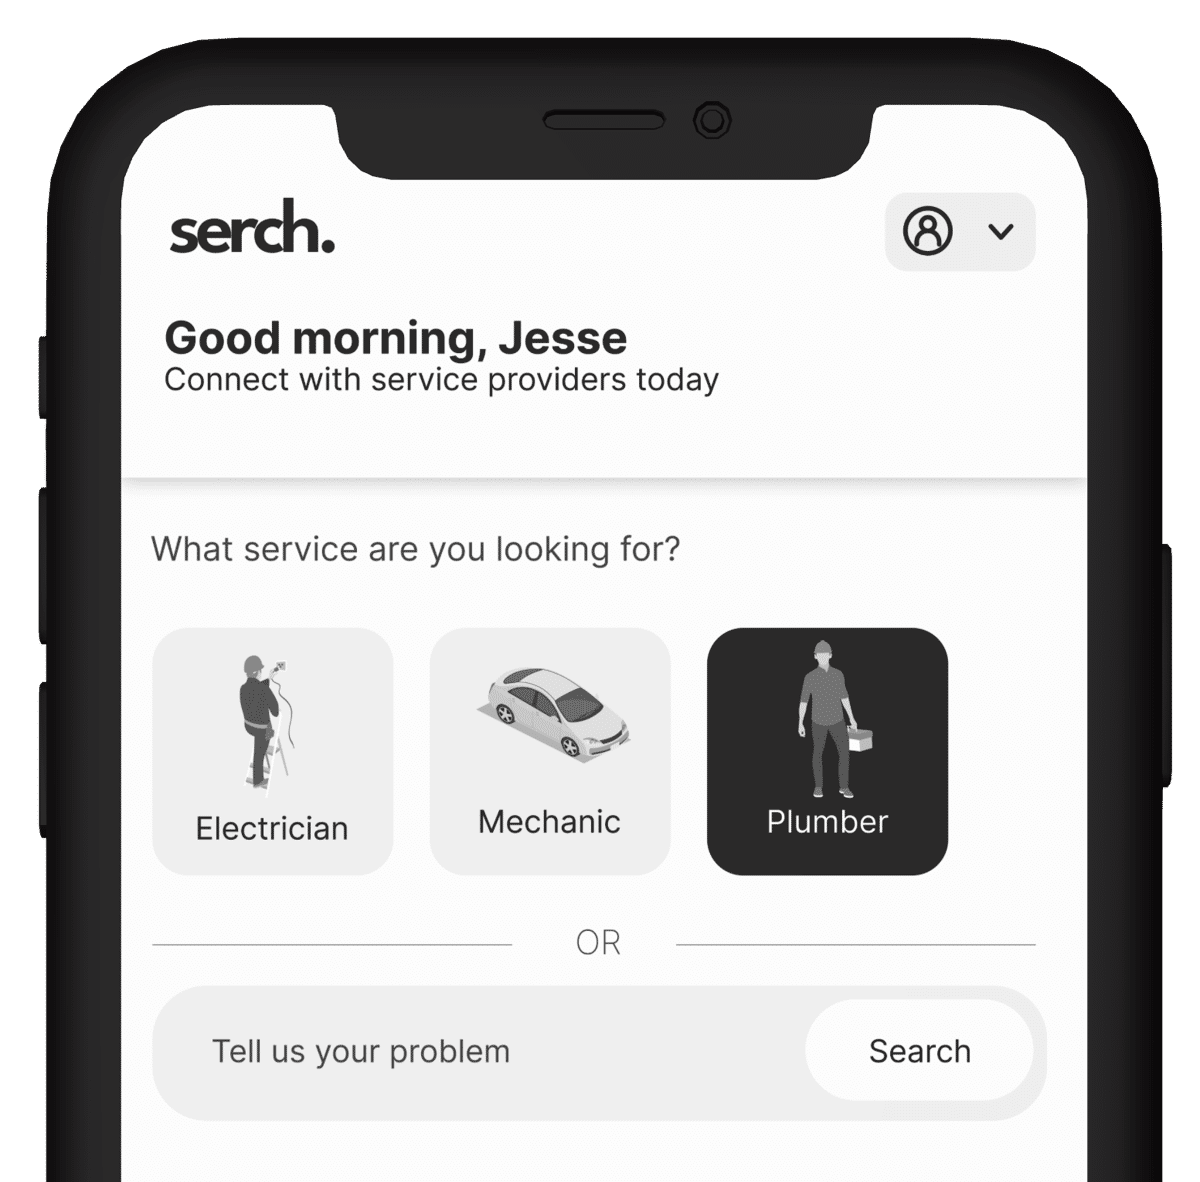 serch.
Good morning, Jesse
Connect with service providers today
What service are you looking for?
Electrician
Mechanic
Plumber
OR
Tell us your problem
Search